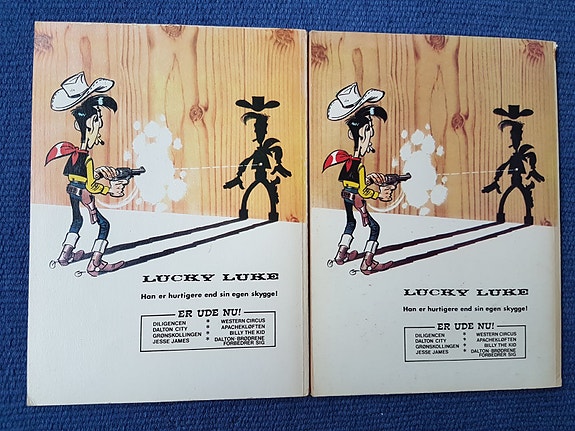 LUCKY LUKE
Han er hurtigere end sin egen skygge!
ER UDE NU!
DILIGENCEN * WESTERN CIRCUS
DALTON CITY * APACHEKLØFTEN
GRØNSKOLLINGEN * BILLY THE KID
JESSE JAMES * DALTON-BRØDRENE
FORBEDRER SIG
LUCKY LUKE
Han er hurtigere end sin egen skygge!
ER UDE NU!
DILIGENCEN * WESTERN CIRCUS
DALTON CITY * APACHEKLØFTEN
GRØNSKOLLINGEN * BILLY THE KID
JESSE JAMES * DALTON-BRØDRENE
FORBEDRER SIG